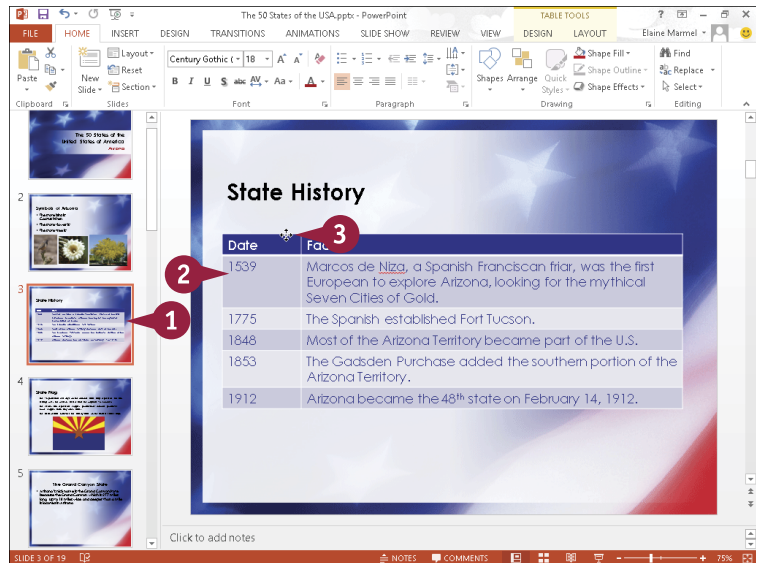 The 50 States of the USA.pptx - PowerPoint
TABLE TOOLS
?
FILE HOME INSERT DESIGN TRANSITIONS ANIMATIONS SLIDE SHOW REVIEW VIEW DESIGN LAYOUT Elaine Marmel
Paste
New Slide
Layout
Reset
Section
Century Gothic ( 18 A A
B I U S abc AV Aa A
Shapes Arrange Quick Styles
Shape Fill
Shape Outline
Shape Effects
Find
Replace
Select
Clipboard Slides Font Paragraph Drawing Editing
The 50 States of the
United States of America
Arizona
2
Symbols of Arizona
3
State History
4
State Flag
5
The Grand Canyon State
State History
Date Fac
1539 Marcos de Niza, a Spanish Franciscan friar, was the first
European to explore Arizona, looking for the mythical
Seven Cities of Gold.
1775 The Spanish established Fort Tucson.
1848 Most of the Arizona Territory became part of the U.S.
1853 The Gadsden Purchase added the southern portion of the
Arizona Territory.
1912 Arizona became the 48th state on February 14, 1912.
1
2
3
Click to add notes
SLIDE 3 OF 19 NOTES COMMENTS 75%